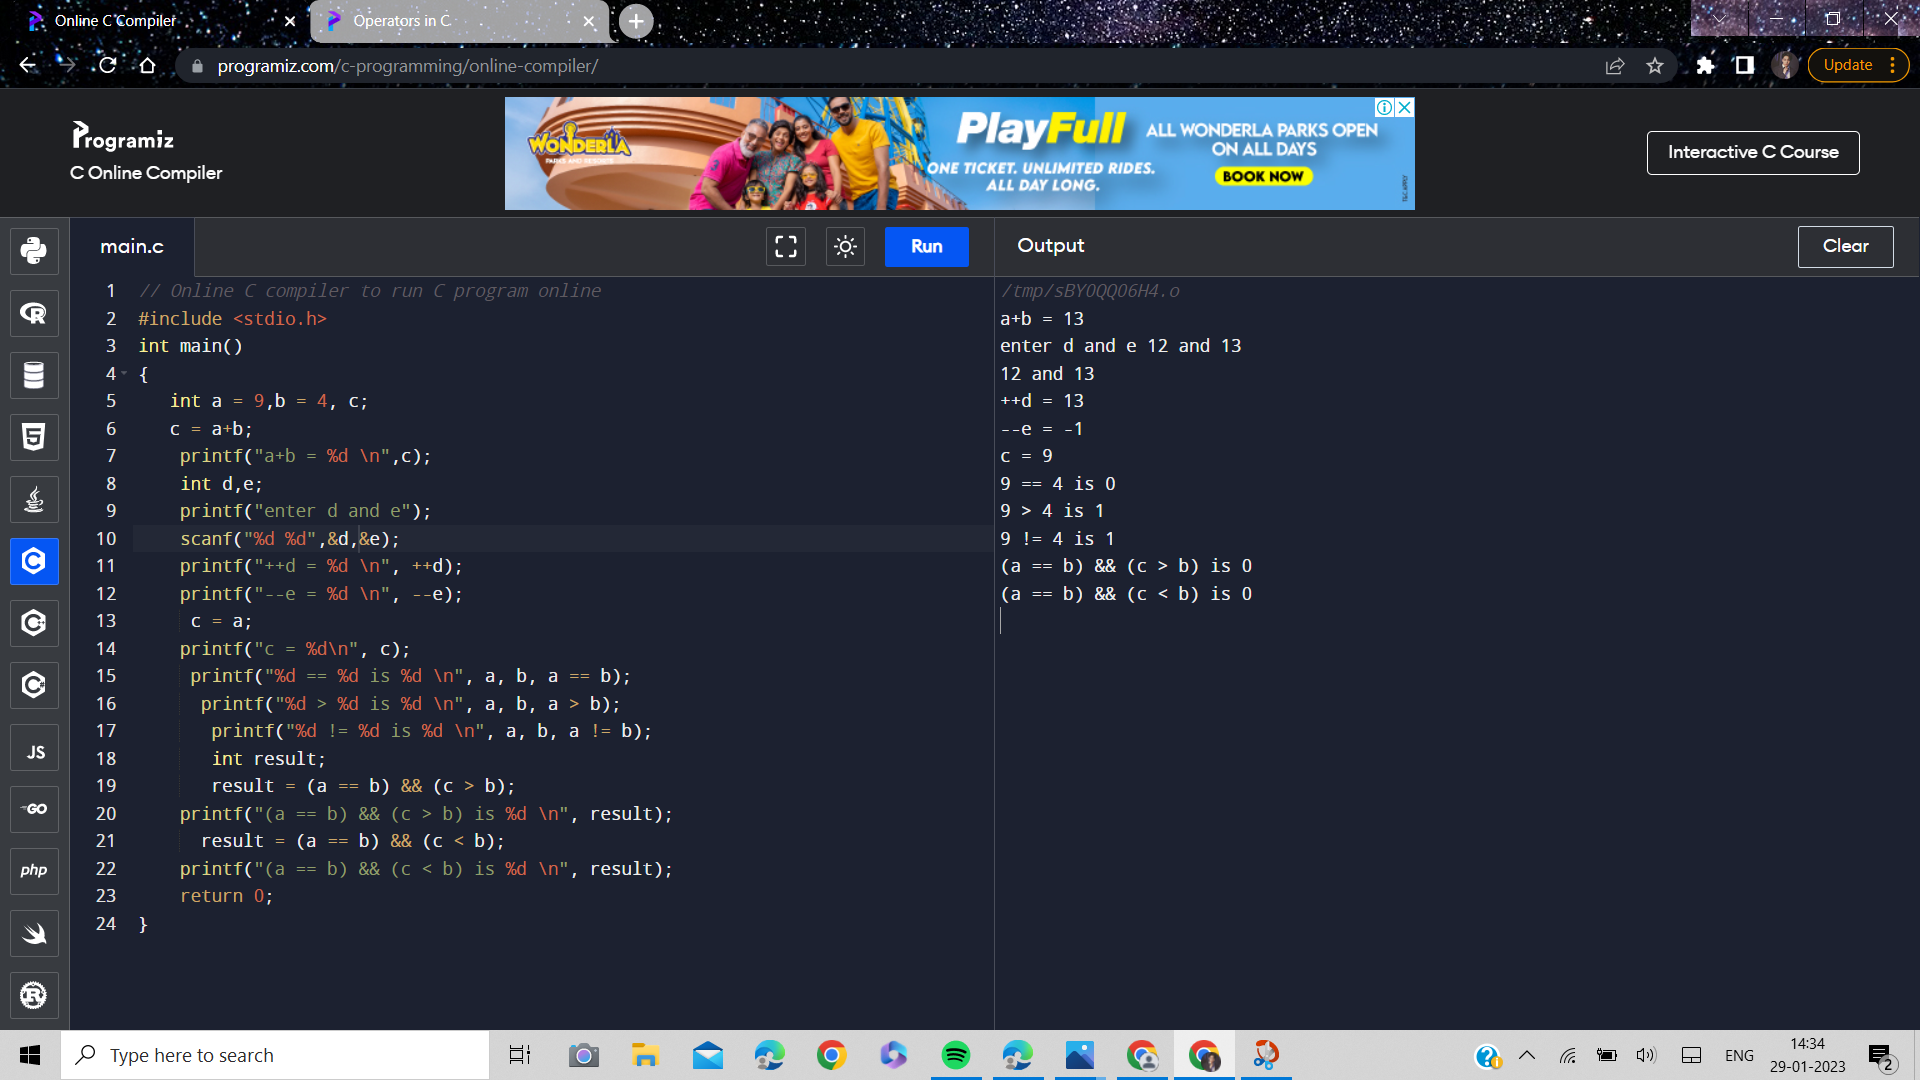 Online C Compiler
Operators in C
programiz.com/c-programming/online-compiler/
Update
Programiz
C Online Compiler
WONDERLA
PARKS AND RESORTS
PlayFull
ONE TICKET. UNLIMITED RIDES.
ALL DAY LONG.
ALL WONDERLA PARKS OPEN
ON ALL DAYS
BOOK NOW
T&C APPLY
Interactive C Course
main.c
Run
Output
Clear
1 // Online C compiler to run C program online
2 #include <stdio.h>
3 int main()
4 {
5 int a = 9,b = 4, c;
6 c = a+b;
7 printf("a+b = %d \n",c);
8 int d,e;
9 printf("enter d and e");
10 scanf("%d %d",&d,&e);
11 printf("++d = %d \n", ++d);
12 printf("--e = %d \n", --e);
13 c = a;
14 printf("c = %d\n", c);
15 printf("%d == %d is %d \n", a, b, a == b);
16 printf("%d > %d is %d \n", a, b, a > b);
17 printf("%d != %d is %d \n", a, b, a != b);
18 int result;
19 result = (a == b) && (c > b);
20 printf("(a == b) && (c > b) is %d \n", result);
21 result = (a == b) && (c < b);
22 printf("(a == b) && (c < b) is %d \n", result);
23 return 0;
24 }
/tmp/sBYOQQO6H4.o
a+b = 13
enter d and e 12 and 13
12 and 13
++d = 13
--e = -1
c = 9
9 == 4 is 0
9 > 4 is 1
9 != 4 is 1
(a == b) && (c > b) is 0
(a == b) && (c < b) is 0
JS
GO
php
Type here to search
ENG
14:34
29-01-2023
2